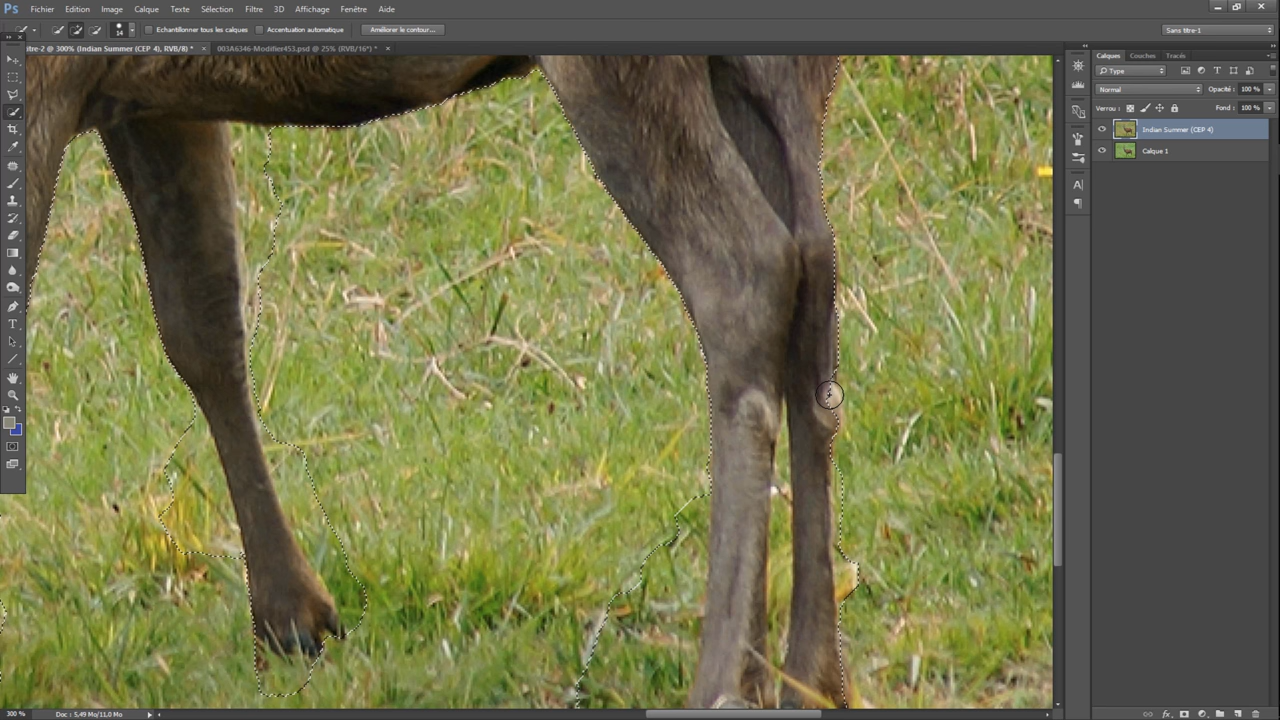 Ps Fichier Edition Image Calque Texte Sélection Filtre 3D Affichage Fenêtre Aide
14 Echantillonner tous les calques Accentuation automatique Améliorer le contour... Sans titre-1
itre-2 @ 300% (Indian Summer (CEP 4), RVB/8) * × 003A6346-Modifier453.psd @ 25% (RVB/16*) * ×
Calques Couches Tracés
Type
Normal Opacité : 100 %
Verrou : Fond : 100 %
Indian Summer (CEP 4)
Calque 1
300 % Doc : 5,49 Mo/11,0 Mo